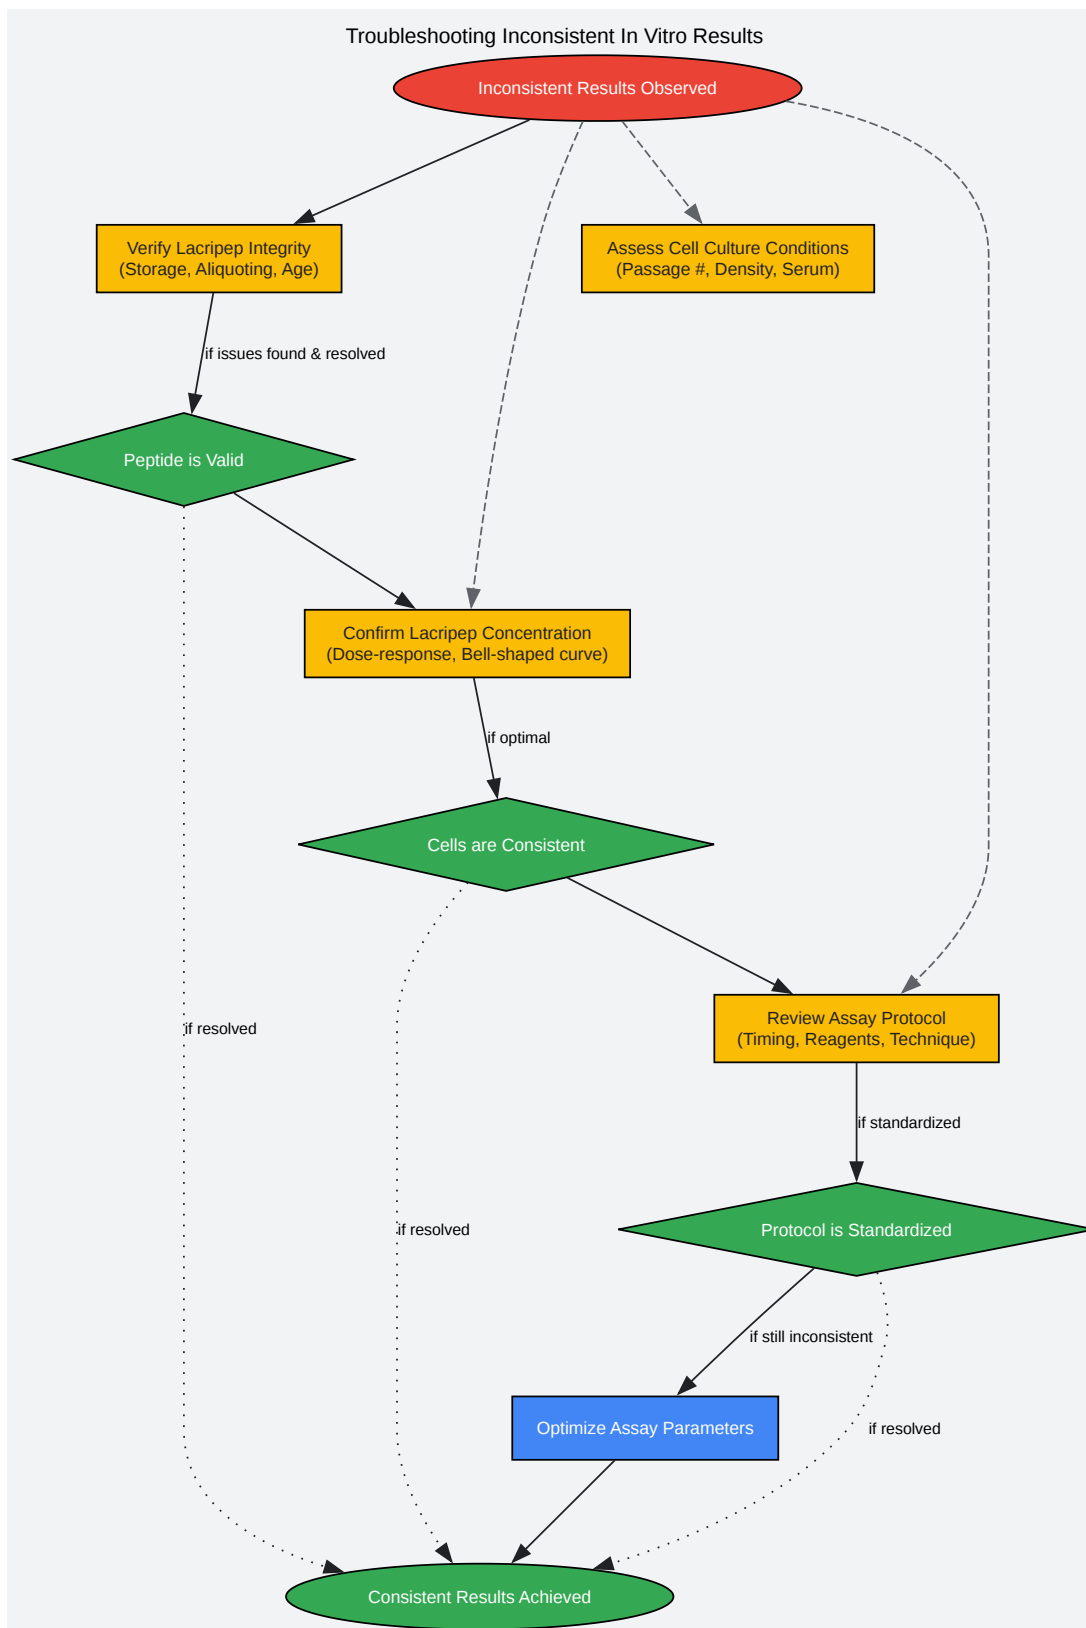 Troubleshooting Inconsistent In Vitro Results
Inconsistent Results Observed
Verify Lacripep Integrity
(Storage, Aliquoting, Age)
Assess Cell Culture Conditions
(Passage #, Density, Serum)
if issues found & resolved
Peptide is Valid
Confirm Lacripep Concentration
(Dose-response, Bell-shaped curve)
if optimal
Cells are Consistent
Review Assay Protocol
(Timing, Reagents, Technique)
if resolved
if standardized
if resolved
Protocol is Standardized
if still inconsistent
Optimize Assay Parameters
if resolved
Consistent Results Achieved